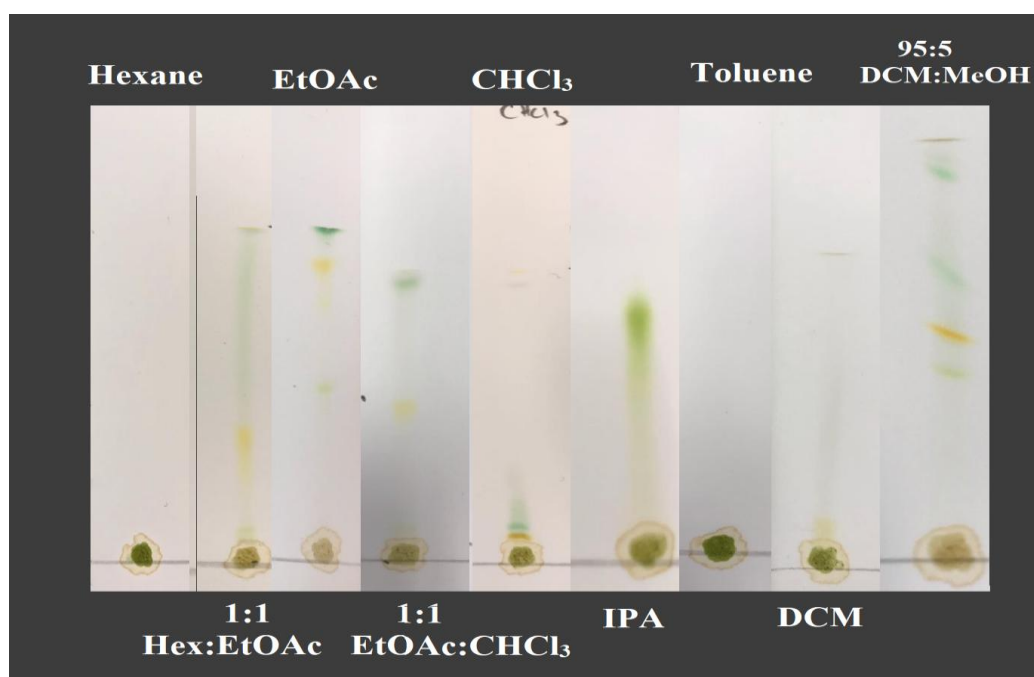 Hexane
EtOAc
CHCl₃
Toluene
95:5
DCM:MeOH
CHCl3
1:1
Hex:EtOAc
1:1
EtOAc:CHCl₃
IPA
DCM